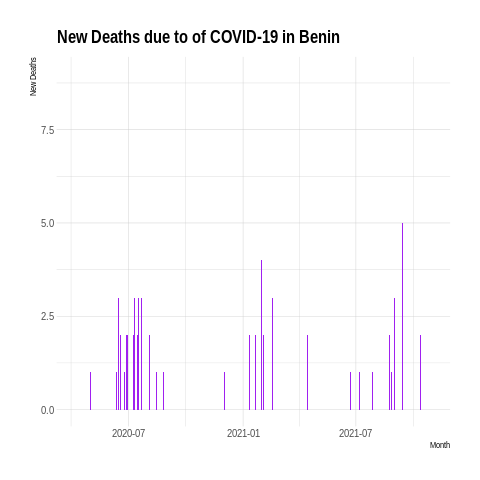 New Deaths due to of COVID-19 in Benin
New Deaths
7.5
5.0
2.5
0.0
2020-07
2021-01
2021-07
Month